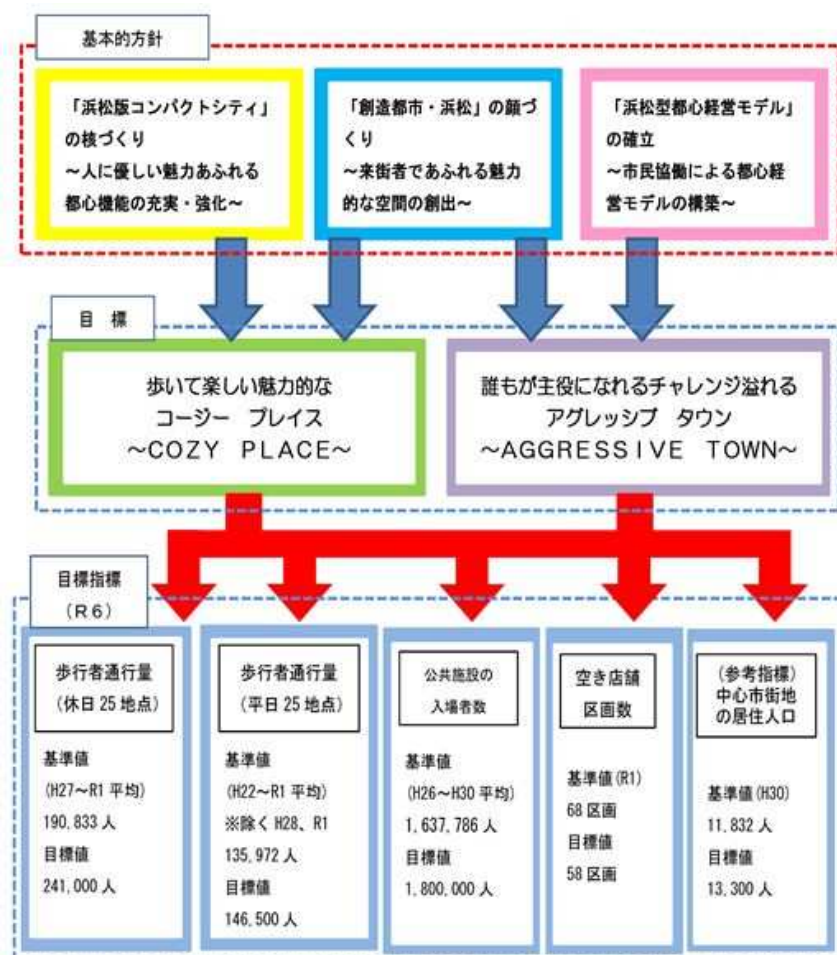 基本的方針
「浜松版コンパクトシティ」
の核づくり
～人に優しい魅力あふれる
都心機能の充実・強化～
「創造都市・浜松」の顔づ
くり
～来街者であふれる魅力
的な空間の創出～
「浜松型都心経営モデル」
の確立
～市民協働による都心経
営モデルの構築～
目　標
歩いて楽しい魅力的な
コージー　プレイス
～COZY　PLACE～
誰もが主役になれるチャレンジ溢れる
アグレッシブ　タウン
～AGGRESSIVE　TOWN～
目標指標
（R6）
歩行者通行量
（休日25地点）
基準値
(H27～R1平均)
190,833人
目標値
241,000人
歩行者通行量
（平日25地点）
基準値
(H22～R1平均)
※除くH28、R1
135,972人
目標値
146,500人
公共施設の
入場者数
基準値
(H26～H30平均)
1,637,786人
目標値
1,800,000人
空き店舗
区画数
基準値(R1)
68区画
目標値
58区画
(参考指標)
中心市街地
の居住人口
基準値(H30)
11,832人
目標値
13,300人